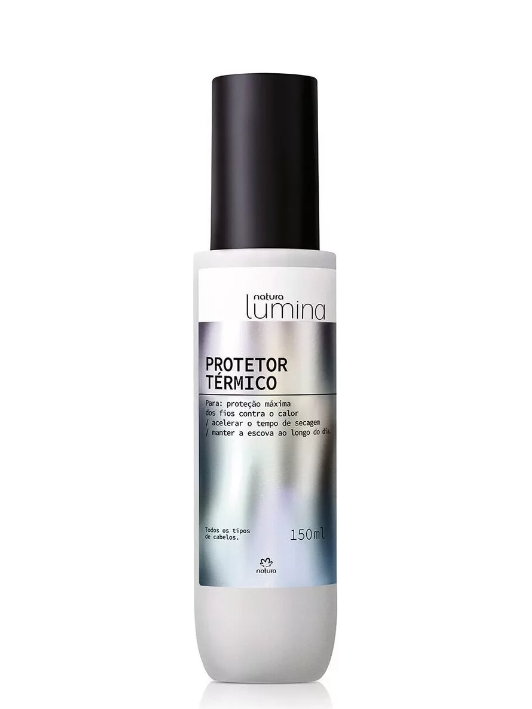 natura
lumina
PROTETOR
TÉRMICO
Para: proteção máxima
dos fios contra o calor
/ acelerar o tempo de secagem
/ manter a escova ao longo do dia
Todos os tipos
de cabelos.
150ml
natura